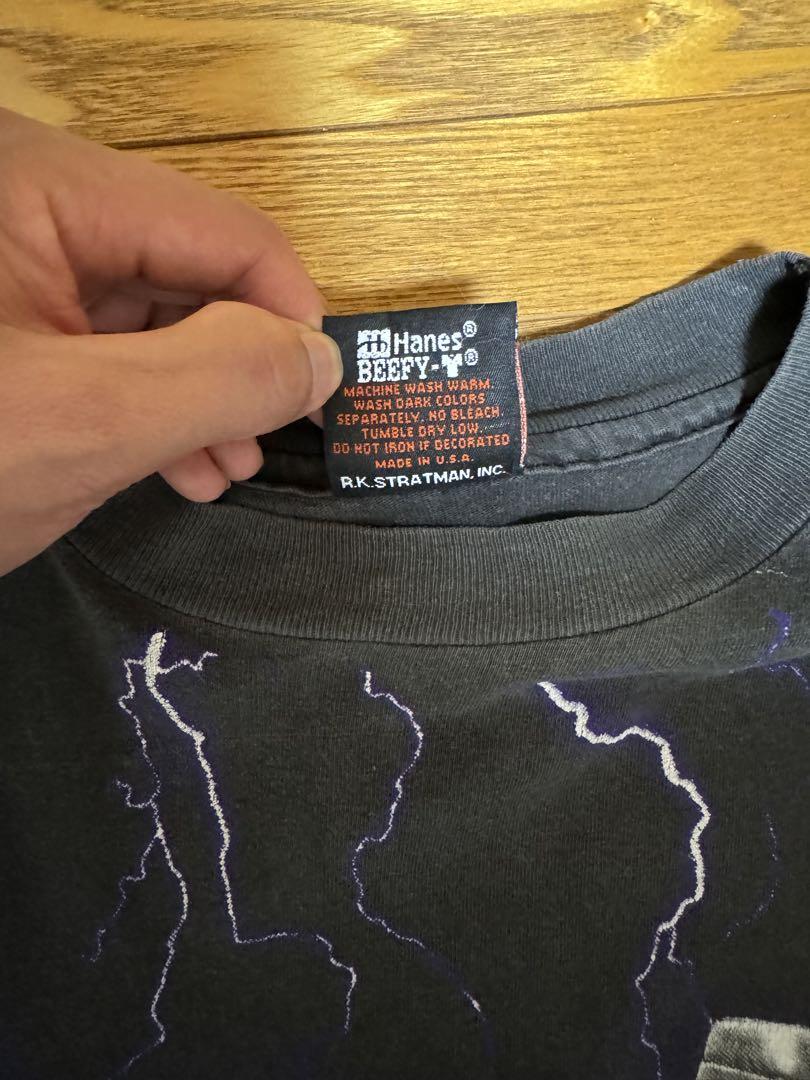 Hanes®
BEEFY-T®
MACHINE WASH WARM.
WASH DARK COLORS
SEPARATELY. NO BLEACH.
TUMBLE DRY LOW.
DO NOT IRON IF DECORATED
MADE IN U.S.A.
R.K.STRATMAN, INC.